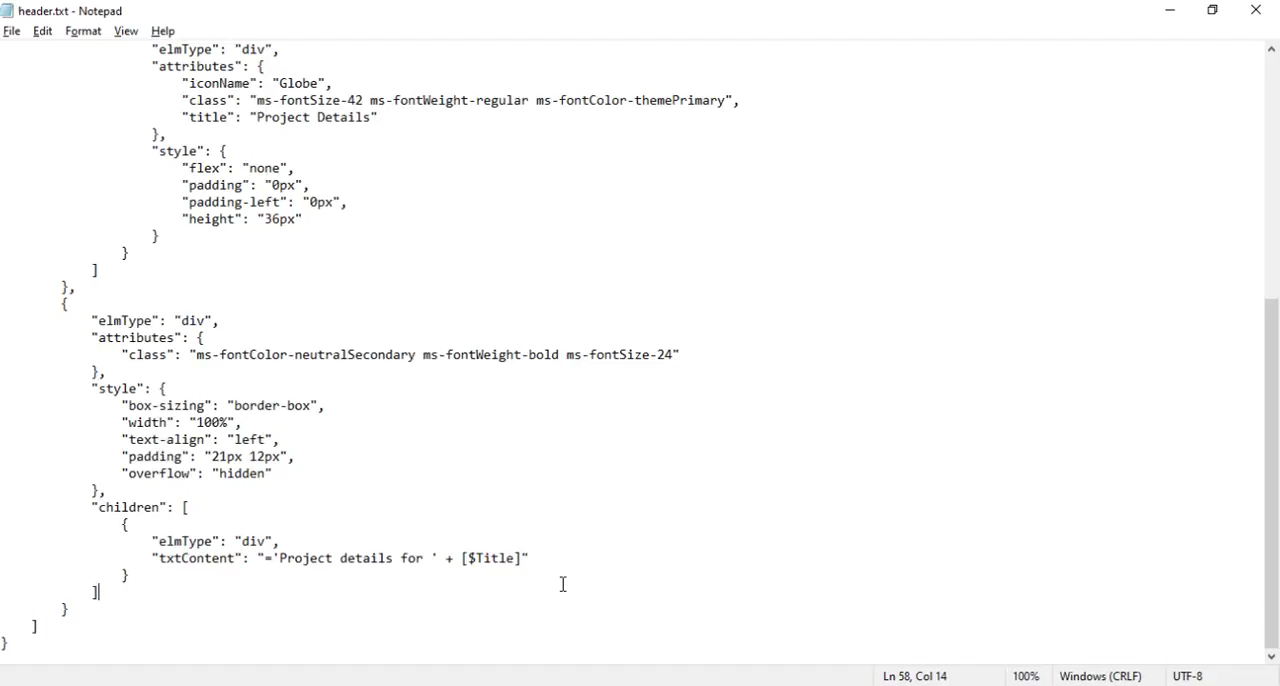 header.txt - Notepad
File Edit Format View Help
"elmType": "div",
"attributes": {
"iconName": "Globe",
"class": "ms-fontSize-42 ms-fontWeight-regular ms-fontColor-themePrimary",
"title": "Project Details"
},
"style": {
"flex": "none",
"padding": "0px",
"padding-left": "0px",
"height": "36px"
}
}
]
},
{
"elmType": "div",
"attributes": {
"class": "ms-fontColor-neutralSecondary ms-fontWeight-bold ms-fontSize-24"
},
"style": {
"box-sizing": "border-box",
"width": "100%",
"text-align": "left",
"padding": "21px 12px",
"overflow": "hidden"
},
"children": [
{
"elmType": "div",
"txtContent": "='Project details for ' + [$Title]"
}
]
}
]
}
Ln 58, Col 14 100% Windows (CRLF) UTF-8